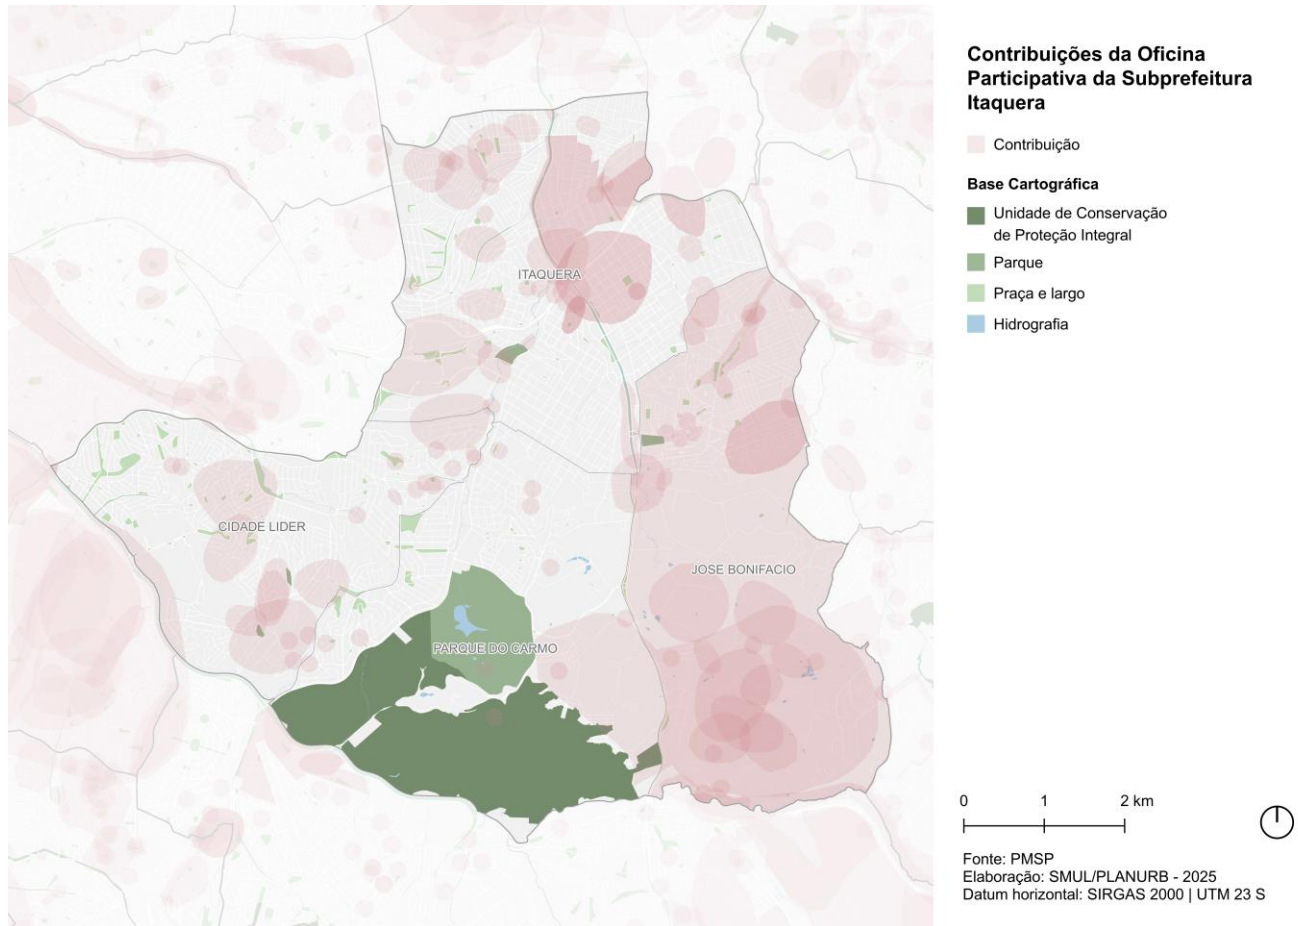 Contribuições da Oficina
Participativa da Subprefeitura
Itaquera
Contribuição
Base Cartográfica
Unidade de Conservação
de Proteção Integral
Parque
Praça e largo
Hidrografia
ITAQUERA
CIDADE LIDER
JOSE BONIFACIO
PARQUE DO CARMO
0 1 2 km
Fonte: PMSP
Elaboração: SMUL/PLANURB - 2025
Datum horizontal: SIRGAS 2000 | UTM 23 S